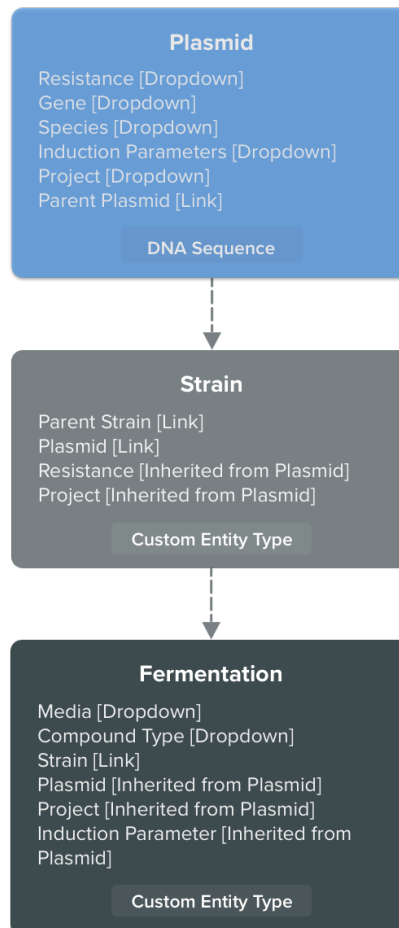 Plasmid
Resistance [Dropdown]
Gene [Dropdown]
Species [Dropdown]
Induction Parameters [Dropdown]
Project [Dropdown]
Parent Plasmid [Link]
DNA Sequence
Strain
Parent Strain [Link]
Plasmid [Link]
Resistance [Inherited from Plasmid]
Project [Inherited from Plasmid]
Custom Entity Type
Fermentation
Media [Dropdown]
Compound Type [Dropdown]
Strain [Link]
Plasmid [Inherited from Plasmid]
Project [Inherited from Plasmid]
Induction Parameter [Inherited from
Plasmid]
Custom Entity Type